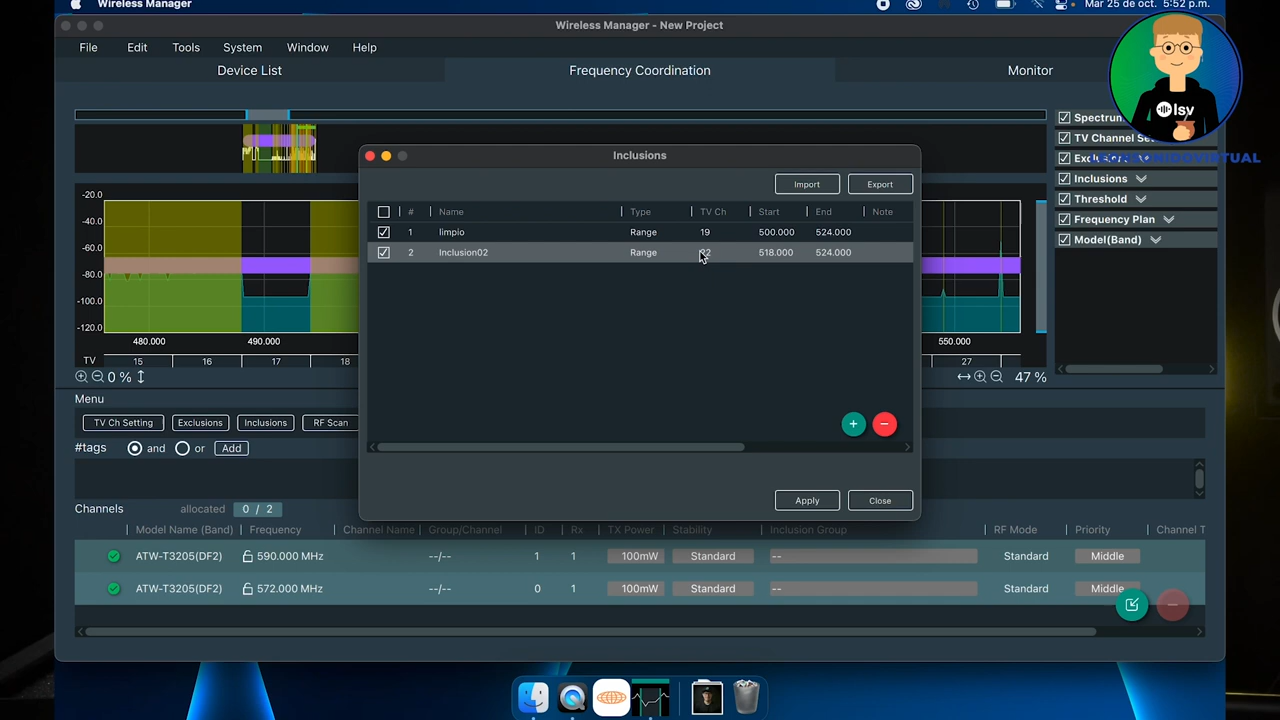 Wireless Manager
Mar 25 de oct. 5:52 p.m.
Wireless Manager - New Project
File Edit Tools System Window Help
Device List Frequency Coordination Monitor
lsv
Inclusions
Import Export
# Name Type TV Ch Start End Note
1 limpio Range 19 500.000 524.000
2 Inclusion02 Range 518.000 524.000
Apply Close
-20.0
-40.0
-60.0
-80.0
-100.0
-120.0
480.000 490.000 550.000
TV 15 16 17 18 27
0 % 47 %
Inclusions
Threshold
Frequency Plan
Model(Band)
Menu
TV Ch Setting Exclusions Inclusions RF Scan
#tags and or Add
Channels allocated 0 / 2
Model Name (Band) Frequency Channel Name Group/Channel ID Rx TX Power Stability Inclusion Group RF Mode Priority Channel T
ATW-T3205(DF2) 590.000 MHz --/-- 1 1 100mW Standard -- Standard Middle
ATW-T3205(DF2) 572.000 MHz --/-- 0 1 100mW Standard -- Standard Middle